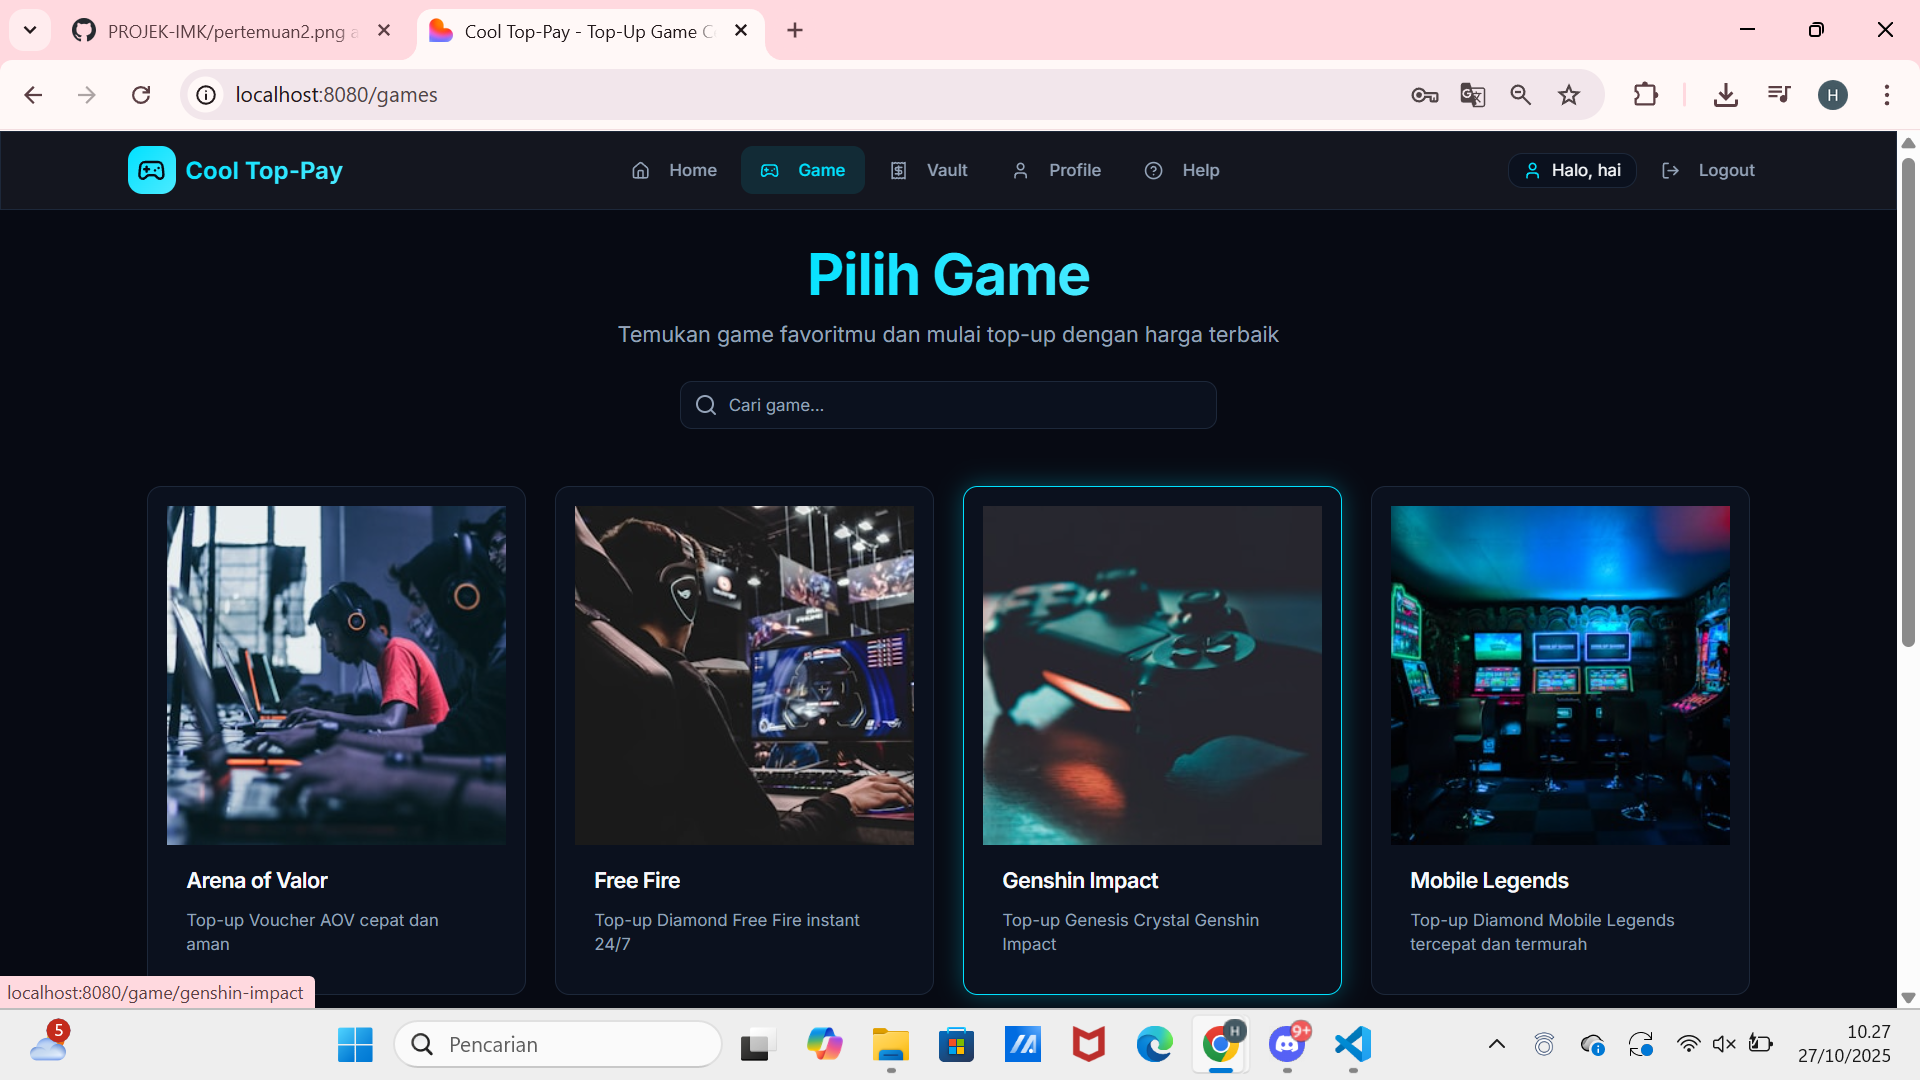 PROJEK-IMK/pertemuan2.png a
Cool Top-Pay - Top-Up Game C
localhost:8080/games
H
Cool Top-Pay
Home
Game
Vault
Profile
Help
Halo, hai
Logout
Pilih Game
Temukan game favoritmu dan mulai top-up dengan harga terbaik
Cari game...
Arena of Valor
Top-up Voucher AOV cepat dan
aman
Free Fire
Top-up Diamond Free Fire instant
24/7
Genshin Impact
Top-up Genesis Crystal Genshin
Impact
Mobile Legends
Top-up Diamond Mobile Legends
tercepat dan termurah
localhost:8080/game/genshin-impact
5
Pencarian
H
9+
10.27
27/10/2025